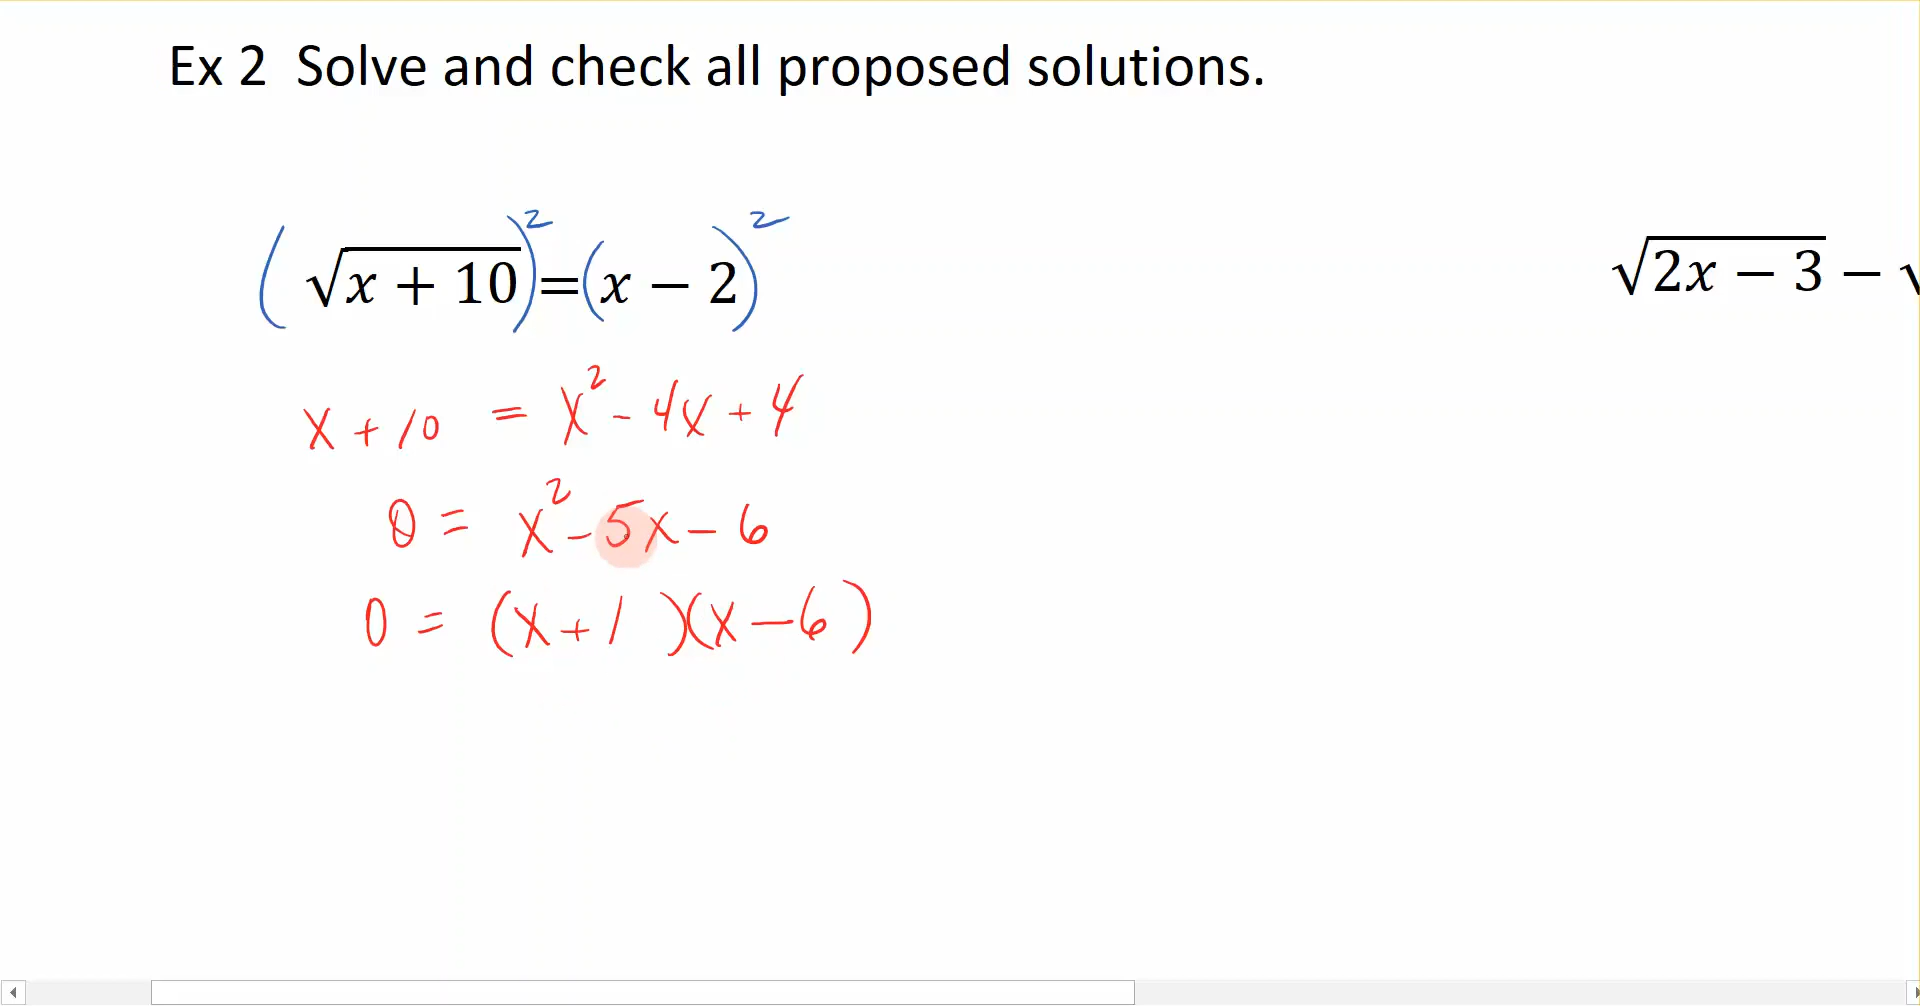 Ex 2 Solve and check all proposed solutions.
(√(x + 10))² = (x − 2)²
√(2x − 3) − √
x + 10 = x² - 4x + 4
0 = x² - 5x - 6
0 = (x + 1 )(x - 6 )